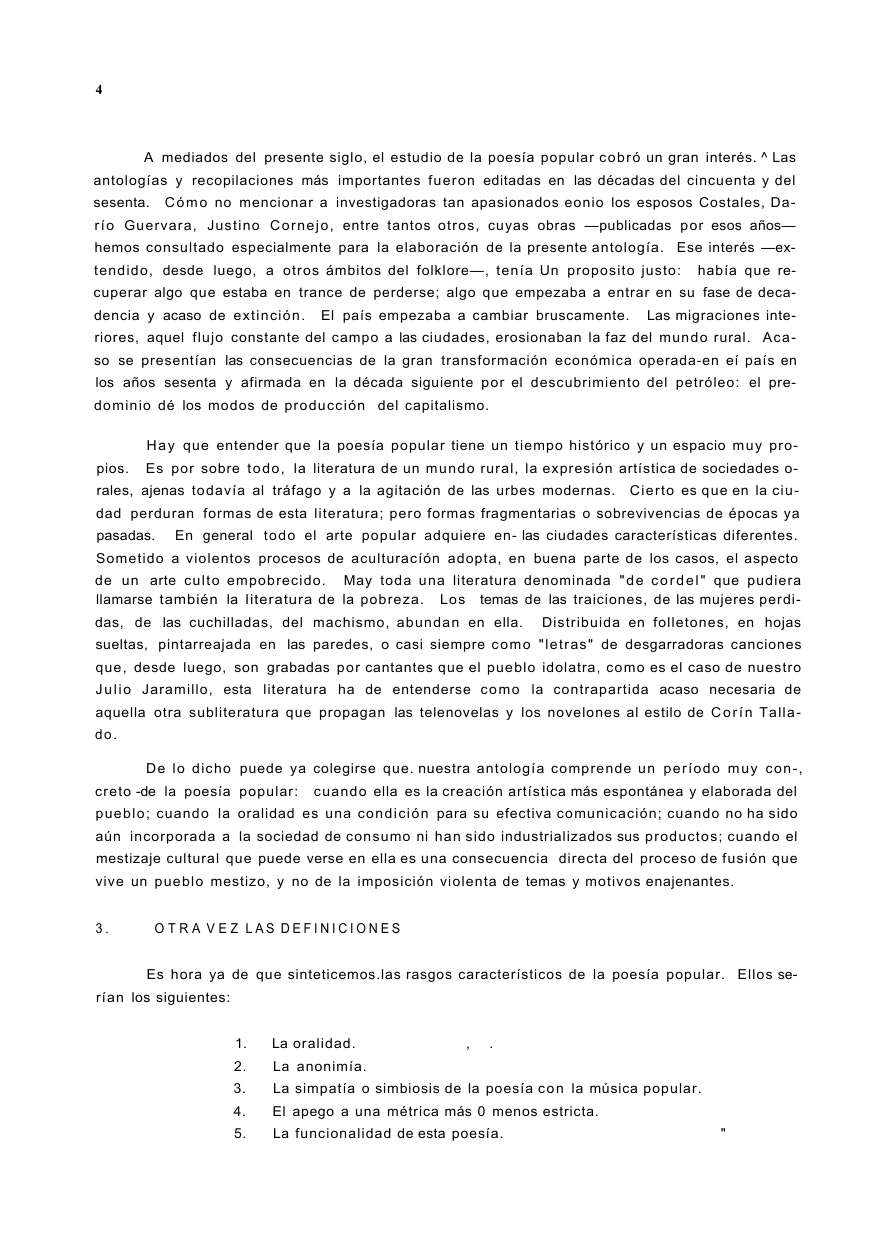 4
A mediados del presente siglo, el estudio de la poesía popular cobró un gran interés. ^ Las
antologías y recopilaciones más importantes fueron editadas en las décadas del cincuenta y del
sesenta. Cómo no mencionar a investigadoras tan apasionados eonio los esposos Costales, Da-
río Guervara, Justino Cornejo, entre tantos otros, cuyas obras —publicadas por esos años—
hemos consultado especialmente para la elaboración de la presente antología. Ese interés —ex-
tendido, desde luego, a otros ámbitos del folklore—, tenía Un proposito justo: había que re-
cuperar algo que estaba en trance de perderse; algo que empezaba a entrar en su fase de deca-
dencia y acaso de extinción. El país empezaba a cambiar bruscamente. Las migraciones inte-
riores, aquel flujo constante del campo a las ciudades, erosionaban la faz del mundo rural. Aca-
so se presentían las consecuencias de la gran transformación económica operada-en eí país en
los años sesenta y afirmada en la década siguiente por el descubrimiento del petróleo: el pre-
dominio dé los modos de producción del capitalismo.
Hay que entender que la poesía popular tiene un tiempo histórico y un espacio muy pro-
pios. Es por sobre todo, la literatura de un mundo rural, la expresión artística de sociedades o-
rales, ajenas todavía al tráfago y a la agitación de las urbes modernas. Cierto es que en la ciu-
dad perduran formas de esta literatura; pero formas fragmentarias o sobrevivencias de épocas ya
pasadas. En general todo el arte popular adquiere en- las ciudades características diferentes.
Sometido a violentos procesos de aculturacíón adopta, en buena parte de los casos, el aspecto
de un arte culto empobrecido. May toda una literatura denominada "de cordel" que pudiera
llamarse también la literatura de la pobreza. Los temas de las traiciones, de las mujeres perdi-
das, de las cuchilladas, del machismo, abundan en ella. Distribuida en folletones, en hojas
sueltas, pintarreajada en las paredes, o casi siempre como "letras" de desgarradoras canciones
que, desde luego, son grabadas por cantantes que el pueblo idolatra, como es el caso de nuestro
Julio Jaramillo, esta literatura ha de entenderse como la contrapartida acaso necesaria de
aquella otra subliteratura que propagan las telenovelas y los novelones al estilo de Corín Talla-
do.
De lo dicho puede ya colegirse que. nuestra antología comprende un período muy con-,
creto -de la poesía popular: cuando ella es la creación artística más espontánea y elaborada del
pueblo; cuando la oralidad es una condición para su efectiva comunicación; cuando no ha sido
aún incorporada a la sociedad de consumo ni han sido industrializados sus productos; cuando el
mestizaje cultural que puede verse en ella es una consecuencia directa del proceso de fusión que
vive un pueblo mestizo, y no de la imposición violenta de temas y motivos enajenantes.
3. OTRA VEZ LAS DEFINICIONES
Es hora ya de que sinteticemos.las rasgos característicos de la poesía popular. Ellos se-
rían los siguientes:
1. La oralidad. , .
2. La anonimía.
3. La simpatía o simbiosis de la poesía con la música popular.
4. El apego a una métrica más 0 menos estricta.
5. La funcionalidad de esta poesía. "